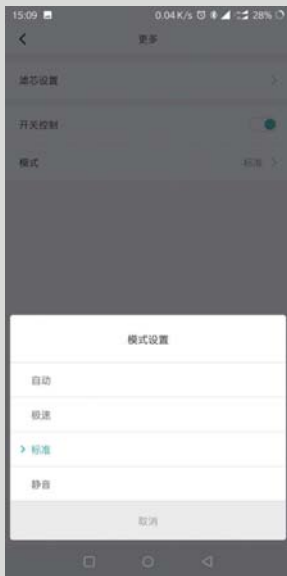 15:09 0.04K/s 28%
更多
滤芯设置
开关控制
模式 标准
模式设置
自动
极速
标准
静音
取消